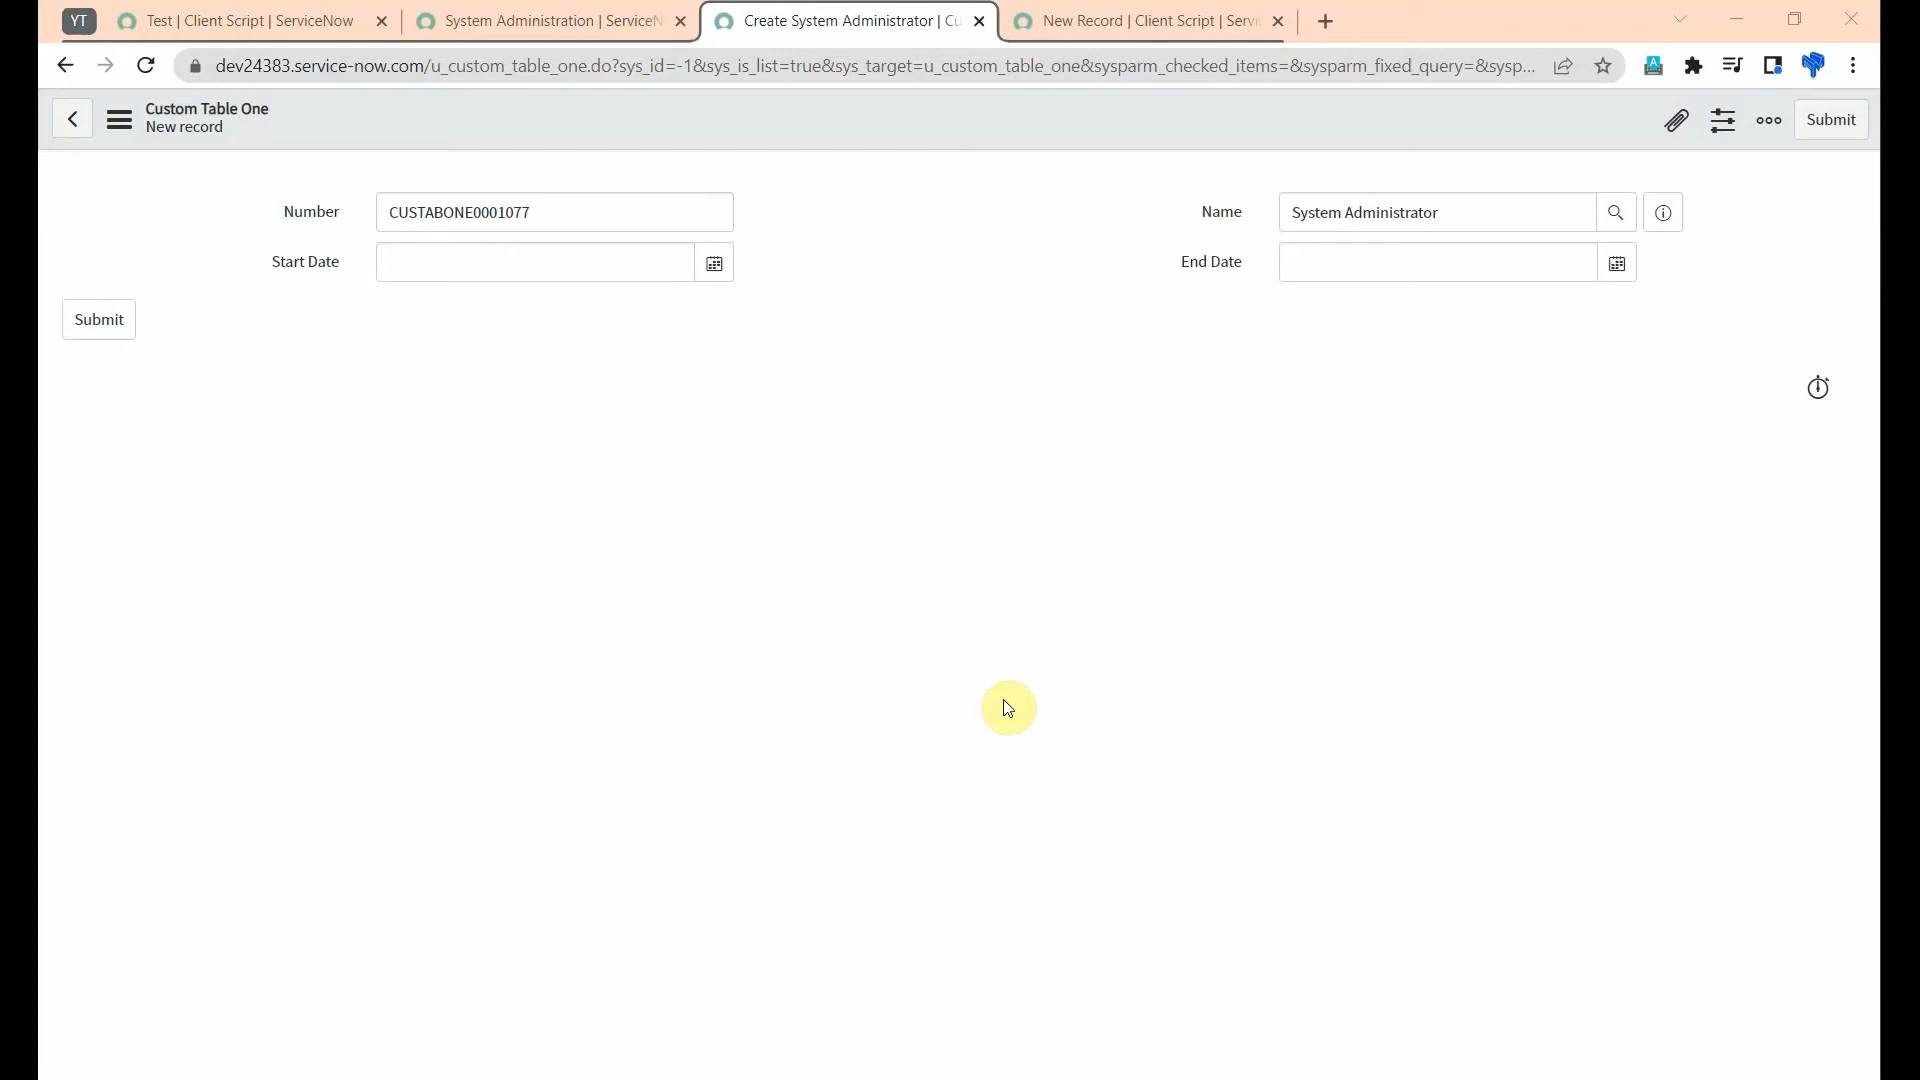 YT
Test | Client Script | ServiceNow
System Administration | ServiceN
Create System Administrator | Cu
New Record | Client Script | Servi
dev24383.service-now.com/u_custom_table_one.do?sys_id=-1&sys_is_list=true&sys_target=u_custom_table_one&sysparm_checked_items=&sysparm_fixed_query=&sysp...
Custom Table One
New record
Submit
Number
CUSTABONE0001077
Name
System Administrator
Start Date
End Date
Submit